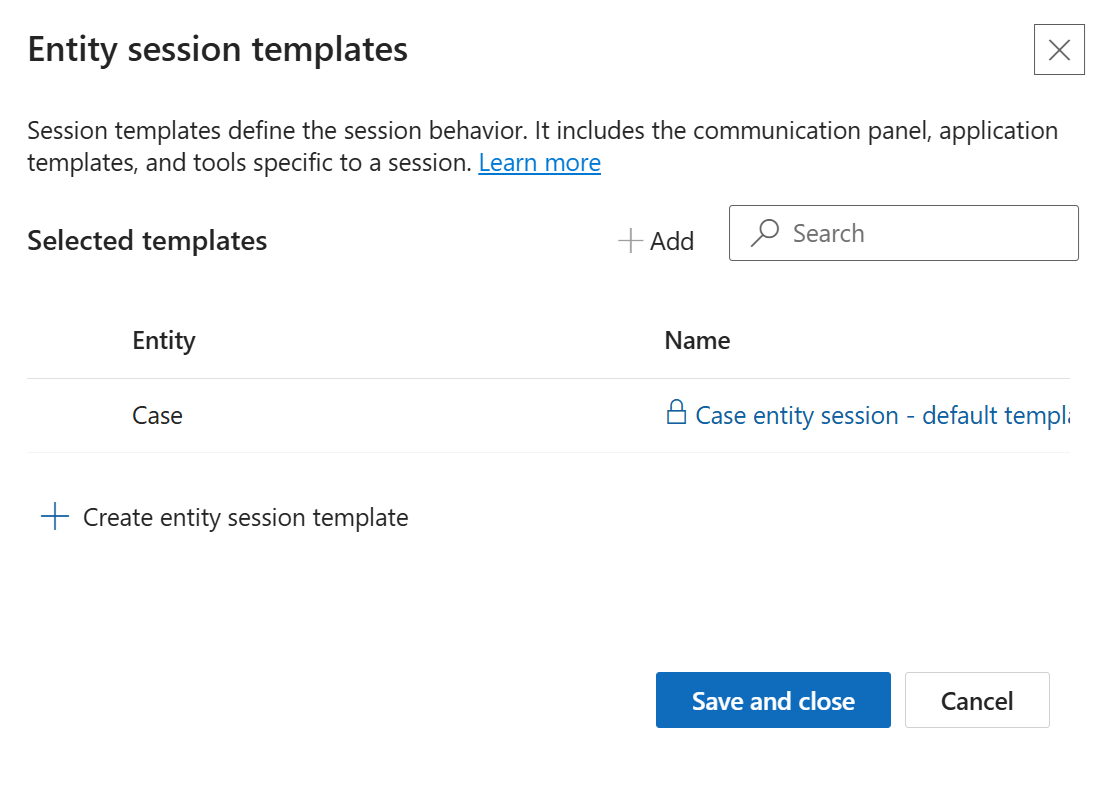 Entity session templates
Session templates define the session behavior. It includes the communication panel, application
templates, and tools specific to a session. Learn more
Selected templates
Add
Search
Entity
Name
Case
Case entity session - default templa
Create entity session template
Save and close
Cancel